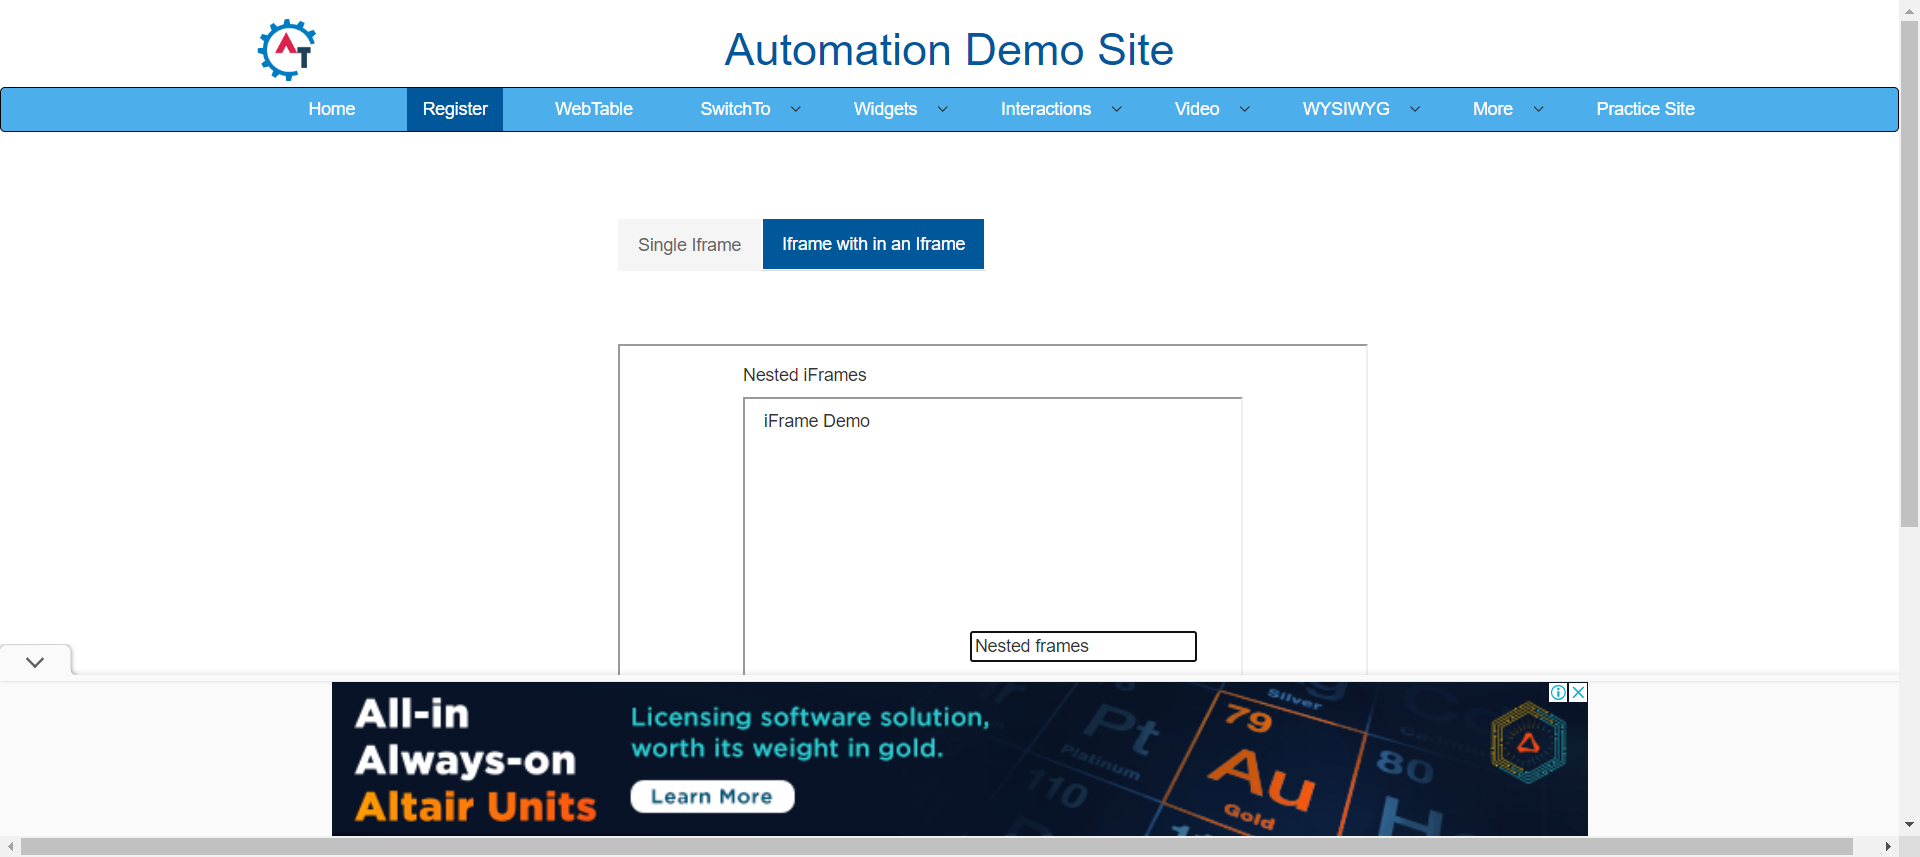 AT
Automation Demo Site
Home Register WebTable SwitchTo Widgets Interactions Video WYSIWYG More Practice Site
Single Iframe Iframe with in an Iframe
Nested iFrames
iFrame Demo
Nested frames
All-in
Always-on
Altair Units
Licensing software solution,
worth its weight in gold.
Learn More
Pt
Platinum
110
Silver
79
Au
Gold
80